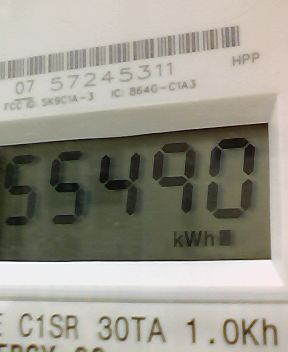 HPP
07 57245311
FCC ID: SK9C1A-3 IC: 864G-C1A3
55490
kWh
C1SR 30TA 1.0Kh